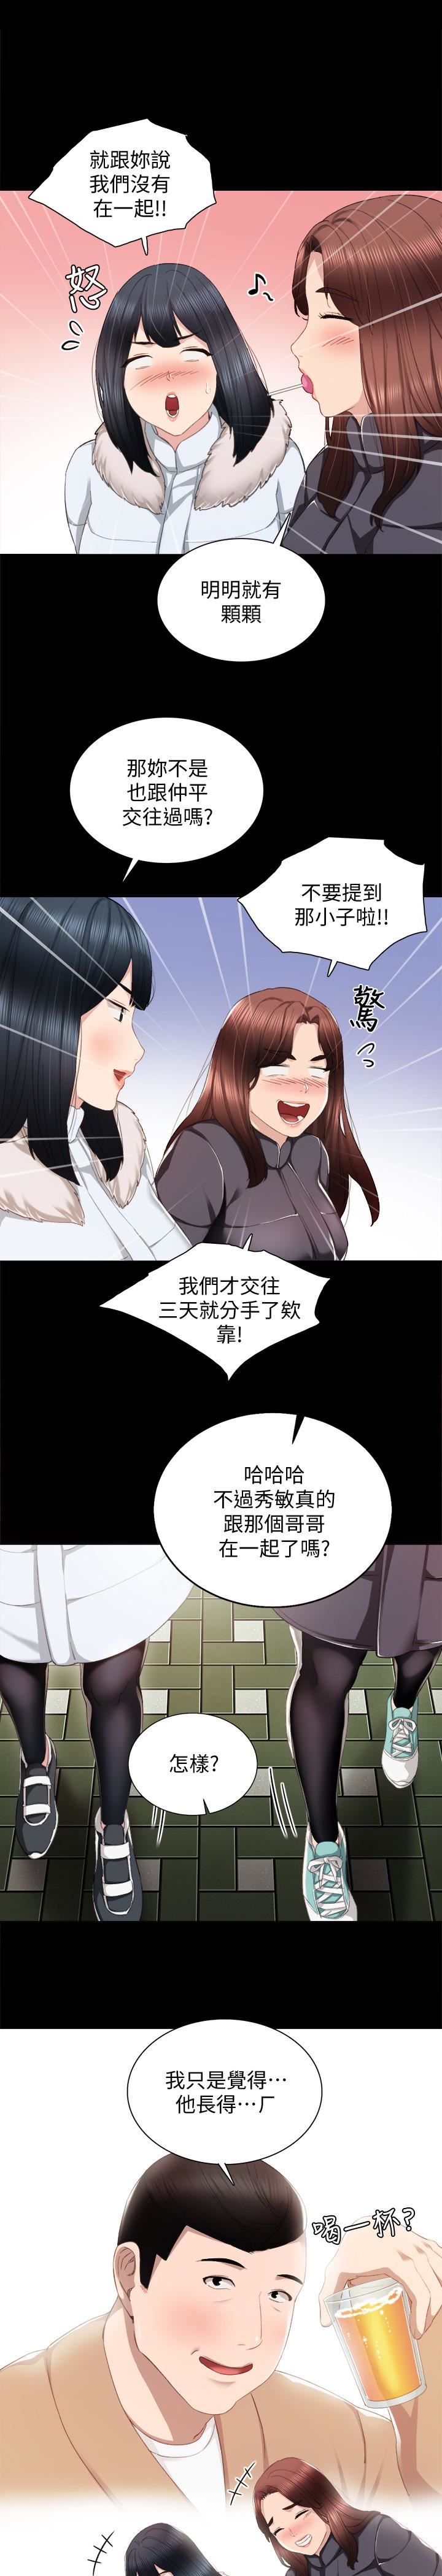 就跟妳說
我們沒有
在一起!!
怒
明明就有
顆顆
那妳不是
也跟仲平
交往過嗎?
不要提到
那小子啦!!
驚
我們才交往
三天就分手了欸
靠!
哈哈哈
不過秀敏真的
跟那個哥哥
在一起了嗎?
怎樣?
我只是覺得⋯
他長得⋯ㄏ
喝一杯?